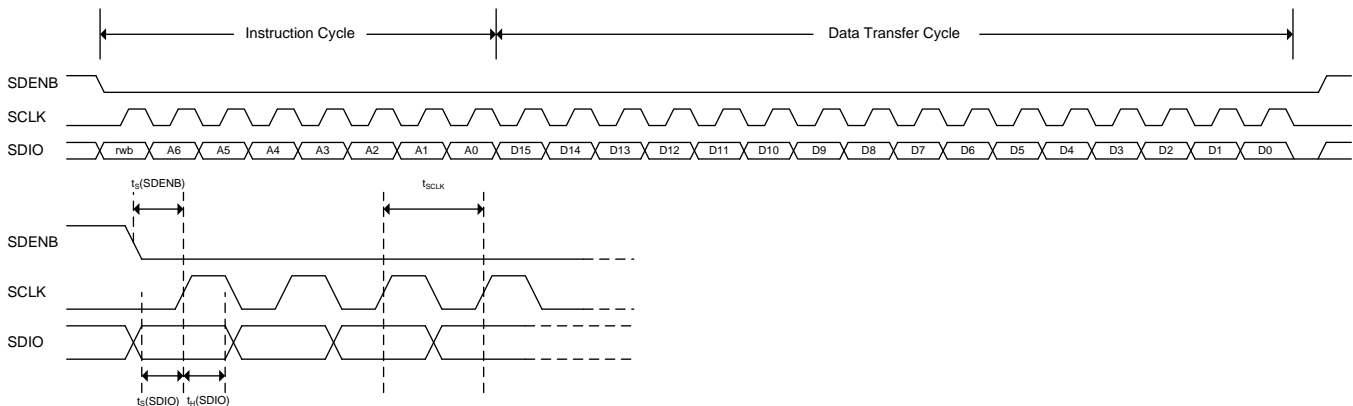 Instruction Cycle Data Transfer Cycle
SDENB
SCLK
SDIO rwb A6 A5 A4 A3 A2 A1 A0 D15 D14 D13 D12 D11 D10 D9 D8 D7 D6 D5 D4 D3 D2 D1 D0
tS(SDENB) tSCLK
SDENB
SCLK
SDIO
tS(SDIO) tH(SDIO)